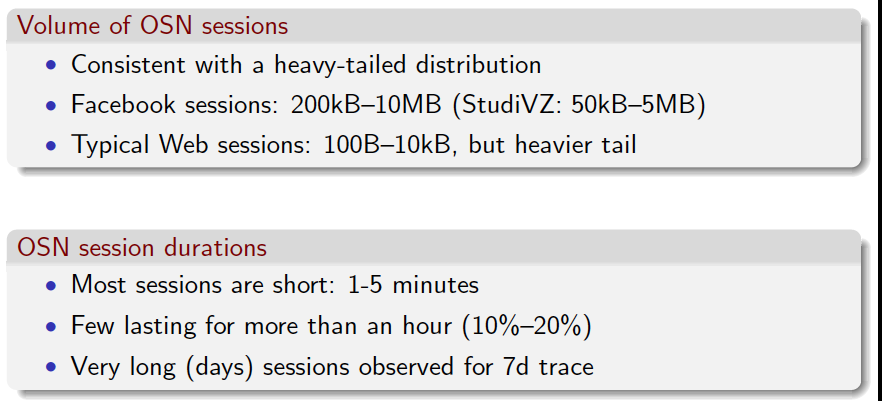 Volume of OSN sessions
• Consistent with a heavy-tailed distribution
• Facebook sessions: 200kB–10MB (StudiVZ: 50kB–5MB)
• Typical Web sessions: 100B–10kB, but heavier tail
OSN session durations
• Most sessions are short: 1-5 minutes
• Few lasting for more than an hour (10%–20%)
• Very long (days) sessions observed for 7d trace